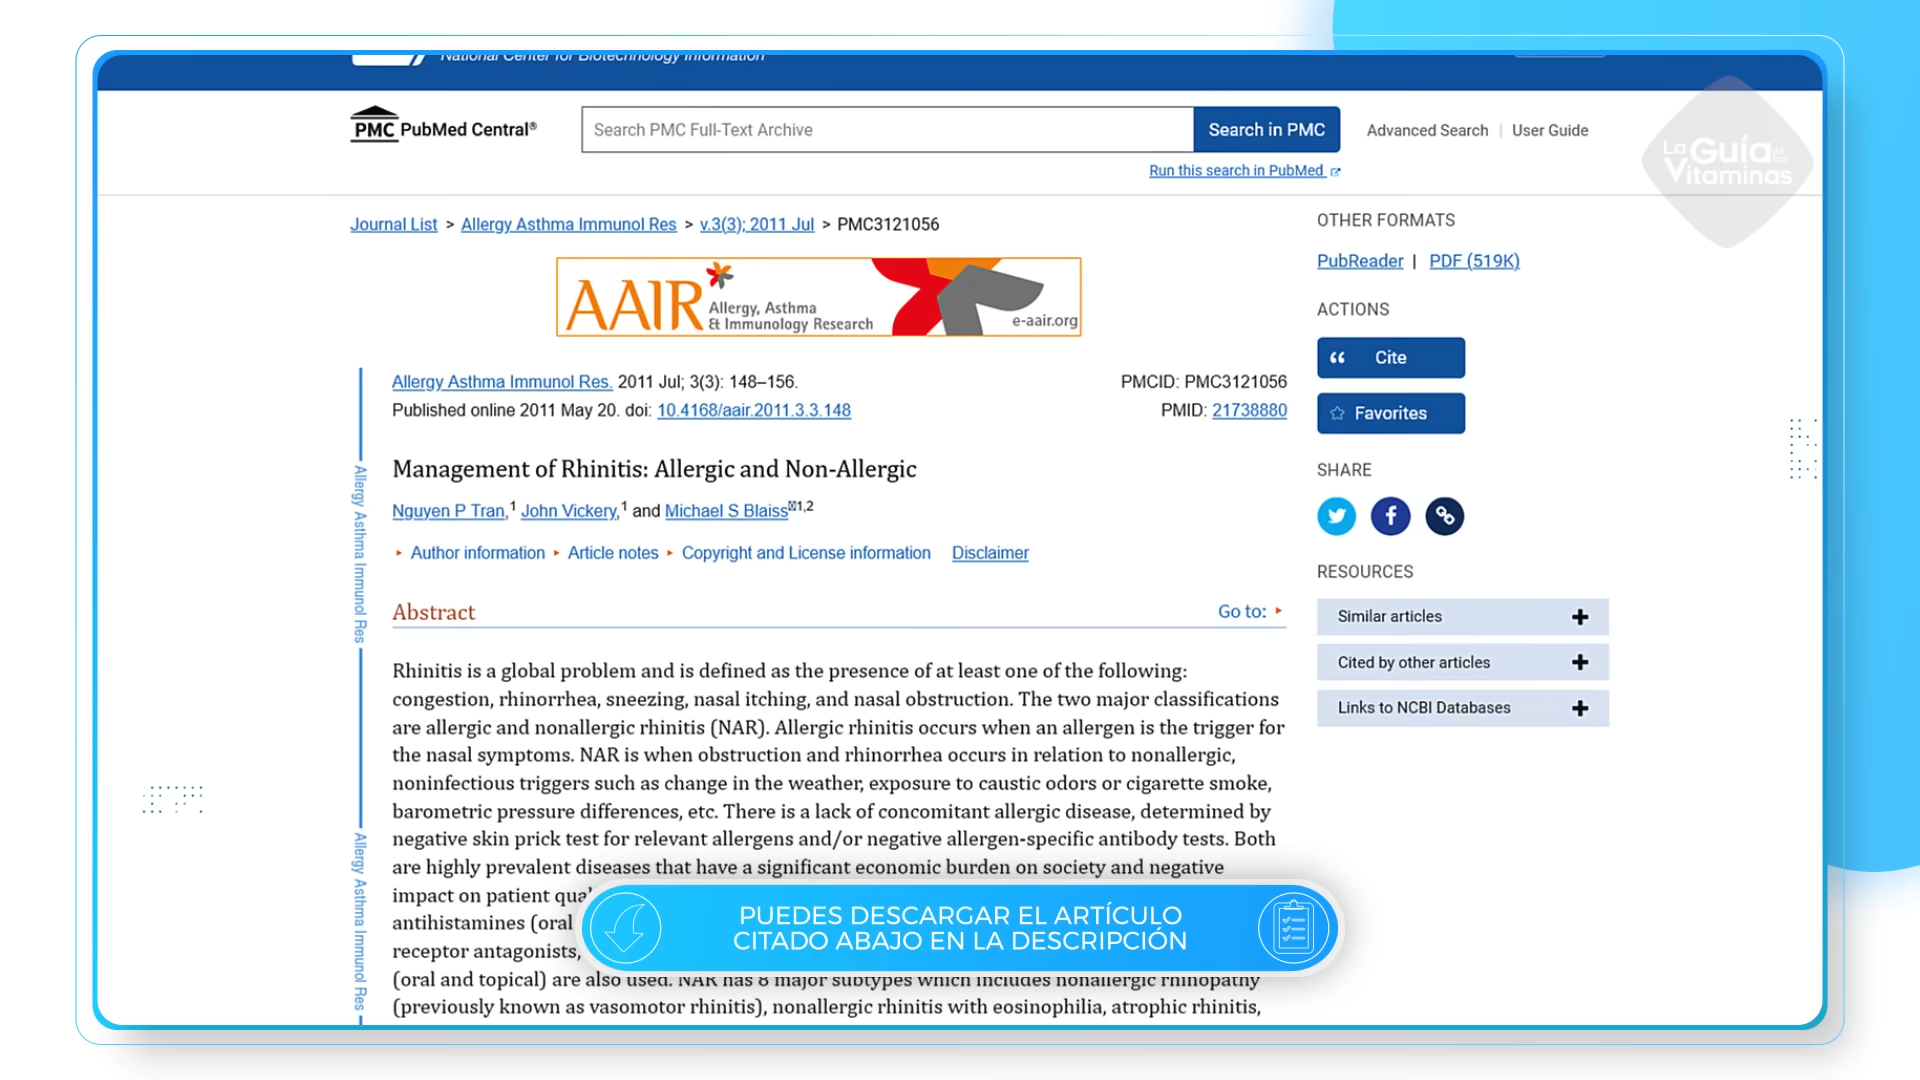 National Center for Biotechnology Information
PMC PubMed Central®
Search PMC Full-Text Archive
Search in PMC
Advanced Search | User Guide
Run this search in PubMed
La Guía de las Vitaminas
Journal List > Allergy Asthma Immunol Res > v.3(3); 2011 Jul > PMC3121056
AAIR
Allergy, Asthma
& Immunology Research
e-aair.org
Allergy Asthma Immunol Res. 2011 Jul; 3(3): 148–156.
PMCID: PMC3121056
Published online 2011 May 20. doi: 10.4168/aair.2011.3.3.148
PMID: 21738880
Management of Rhinitis: Allergic and Non-Allergic
Nguyen P Tran,1 John Vickery,1 and Michael S Blaiss1,2
Author information
Article notes
Copyright and License information
Disclaimer
Abstract
Go to:
Rhinitis is a global problem and is defined as the presence of at least one of the following:
congestion, rhinorrhea, sneezing, nasal itching, and nasal obstruction. The two major classifications
are allergic and nonallergic rhinitis (NAR). Allergic rhinitis occurs when an allergen is the trigger for
the nasal symptoms. NAR is when obstruction and rhinorrhea occurs in relation to nonallergic,
noninfectious triggers such as change in the weather, exposure to caustic odors or cigarette smoke,
barometric pressure differences, etc. There is a lack of concomitant allergic disease, determined by
negative skin prick test for relevant allergens and/or negative allergen-specific antibody tests. Both
are highly prevalent diseases that have a significant economic burden on society and negative
impact on patient
antihistamines (oral
receptor antagonists,
(oral and topical) are also used. NAR has 8 major subtypes which includes nonallergic rhinopathy
(previously known as vasomotor rhinitis), nonallergic rhinitis with eosinophilia, atrophic rhinitis,
PUEDES DESCARGAR EL ARTÍCULO
CITADO ABAJO EN LA DESCRIPCIÓN
Allergy Asthma Immunol Res
Allergy Asthma Immunol Res
OTHER FORMATS
PubReader | PDF (519K)
ACTIONS
Cite
Favorites
SHARE
RESOURCES
Similar articles
Cited by other articles
Links to NCBI Databases